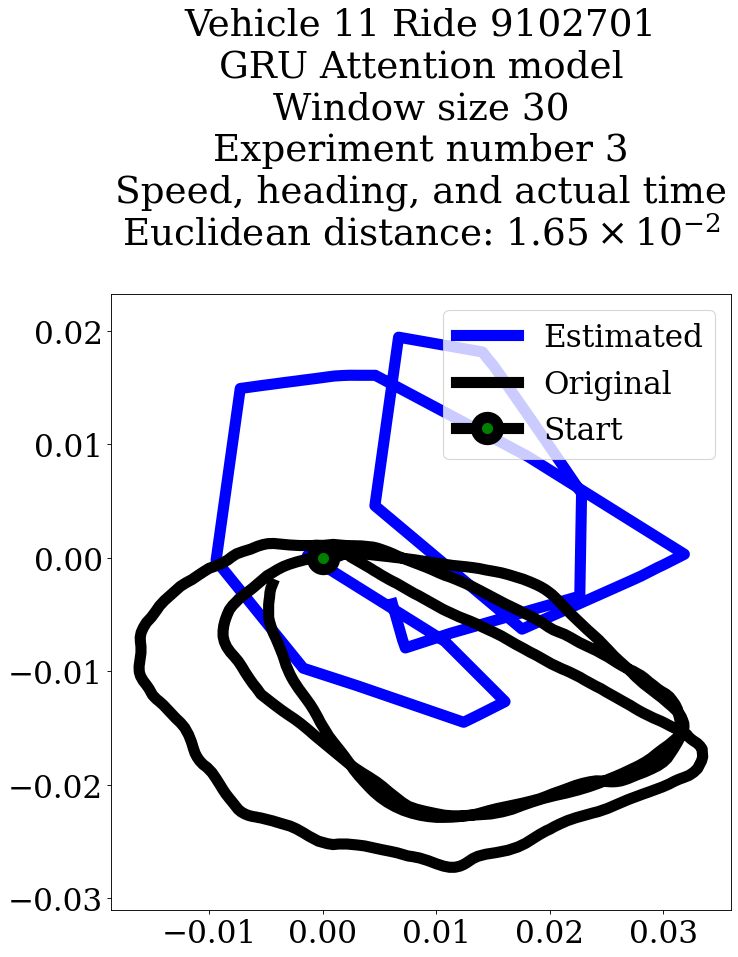 Vehicle 11 Ride 9102701
GRU Attention model
Window size 30
Experiment number 3
Speed, heading, and actual time
Euclidean distance: 1.65 × 10⁻²
Estimated
Original
Start
0.02
0.01
0.00
−0.01
−0.02
−0.03
−0.01 0.00 0.01 0.02 0.03